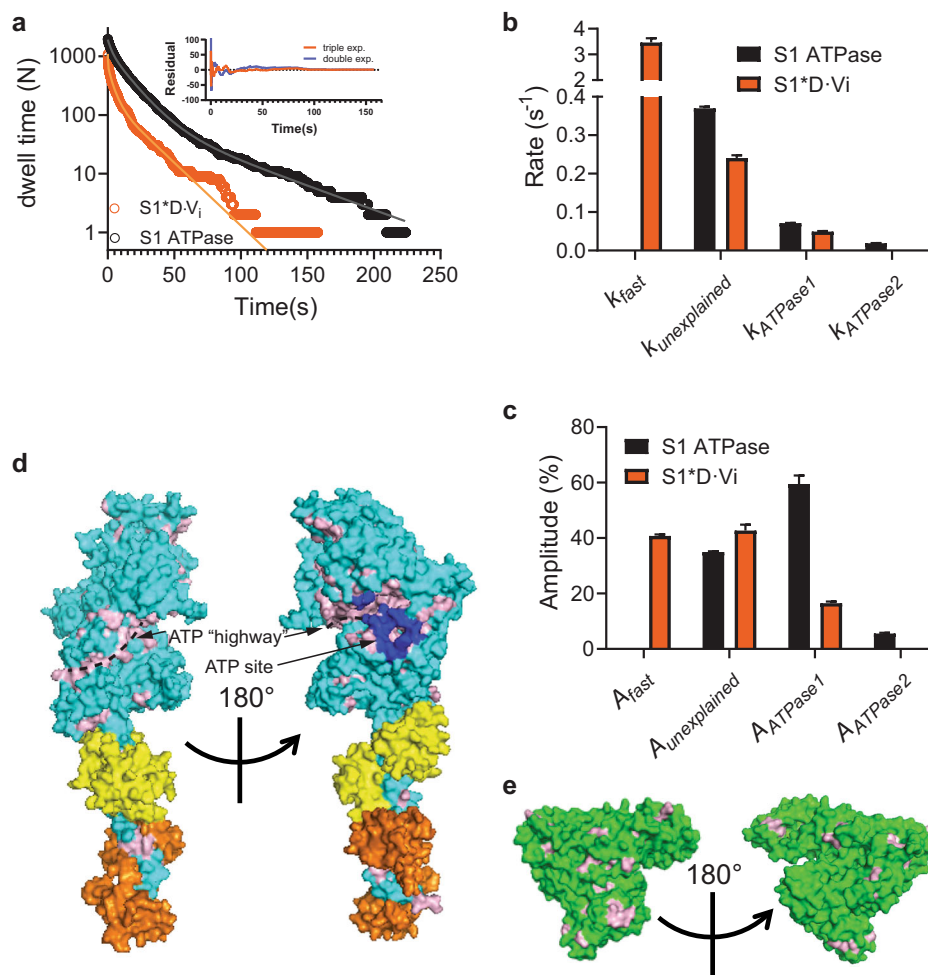 a
dwell time (N)
1000
100
10
1
0
50
100
150
200
250
Time(s)
S1*D·Vi
S1 ATPase
Residual
100
50
0
-50
-100
0
50
100
150
Time(s)
triple exp.
double exp.
b
Rate (s⁻¹)
4
3
2
0.4
0.3
0.2
0.1
0.0
S1 ATPase
S1*D·Vi
kfast
kunexplained
kATPase1
kATPase2
c
Amplitude (%)
80
60
40
20
0
S1 ATPase
S1*D·Vi
Afast
Aunexplained
AATPase1
AATPase2
d
ATP “highway”
ATP site
180°
e
180°